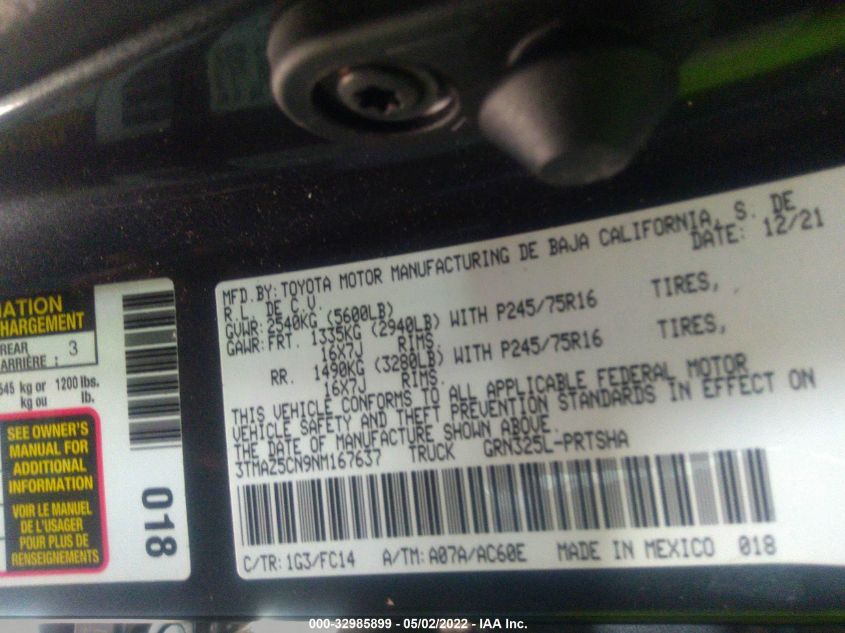 MATION
CHARGEMENT
REAR
ARRIÈRE : 3
545 kg or 1200 lbs.
kg ou lb.
SEE OWNER'S
MANUAL FOR
ADDITIONAL
INFORMATION
VOIR LE MANUEL
DE L'USAGER
POUR PLUS DE
RENSEIGNEMENTS
018
MFD.BY: TOYOTA MOTOR MANUFACTURING DE BAJA CALIFORNIA, S. DE
R.L. DE C.V. DATE: 12/21
GVWR: 2540KG (5600LB)
GAWR: FRT. 1335KG (2940LB) WITH P245/75R16 TIRES,
16X7J RIMS.
RR. 1490KG (3280LB) WITH P245/75R16 TIRES,
16X7J RIMS.
THIS VEHICLE CONFORMS TO ALL APPLICABLE FEDERAL MOTOR
VEHICLE SAFETY AND THEFT PREVENTION STANDARDS IN EFFECT ON
THE DATE OF MANUFACTURE SHOWN ABOVE.
3TMAZ5CN9NM167637 TRUCK GRN325L-PRTSHA
C/TR: 1G3/FC14 A/TM: A07A/AC60E MADE IN MEXICO 018
000-32985899 - 05/02/2022 - IAA Inc.